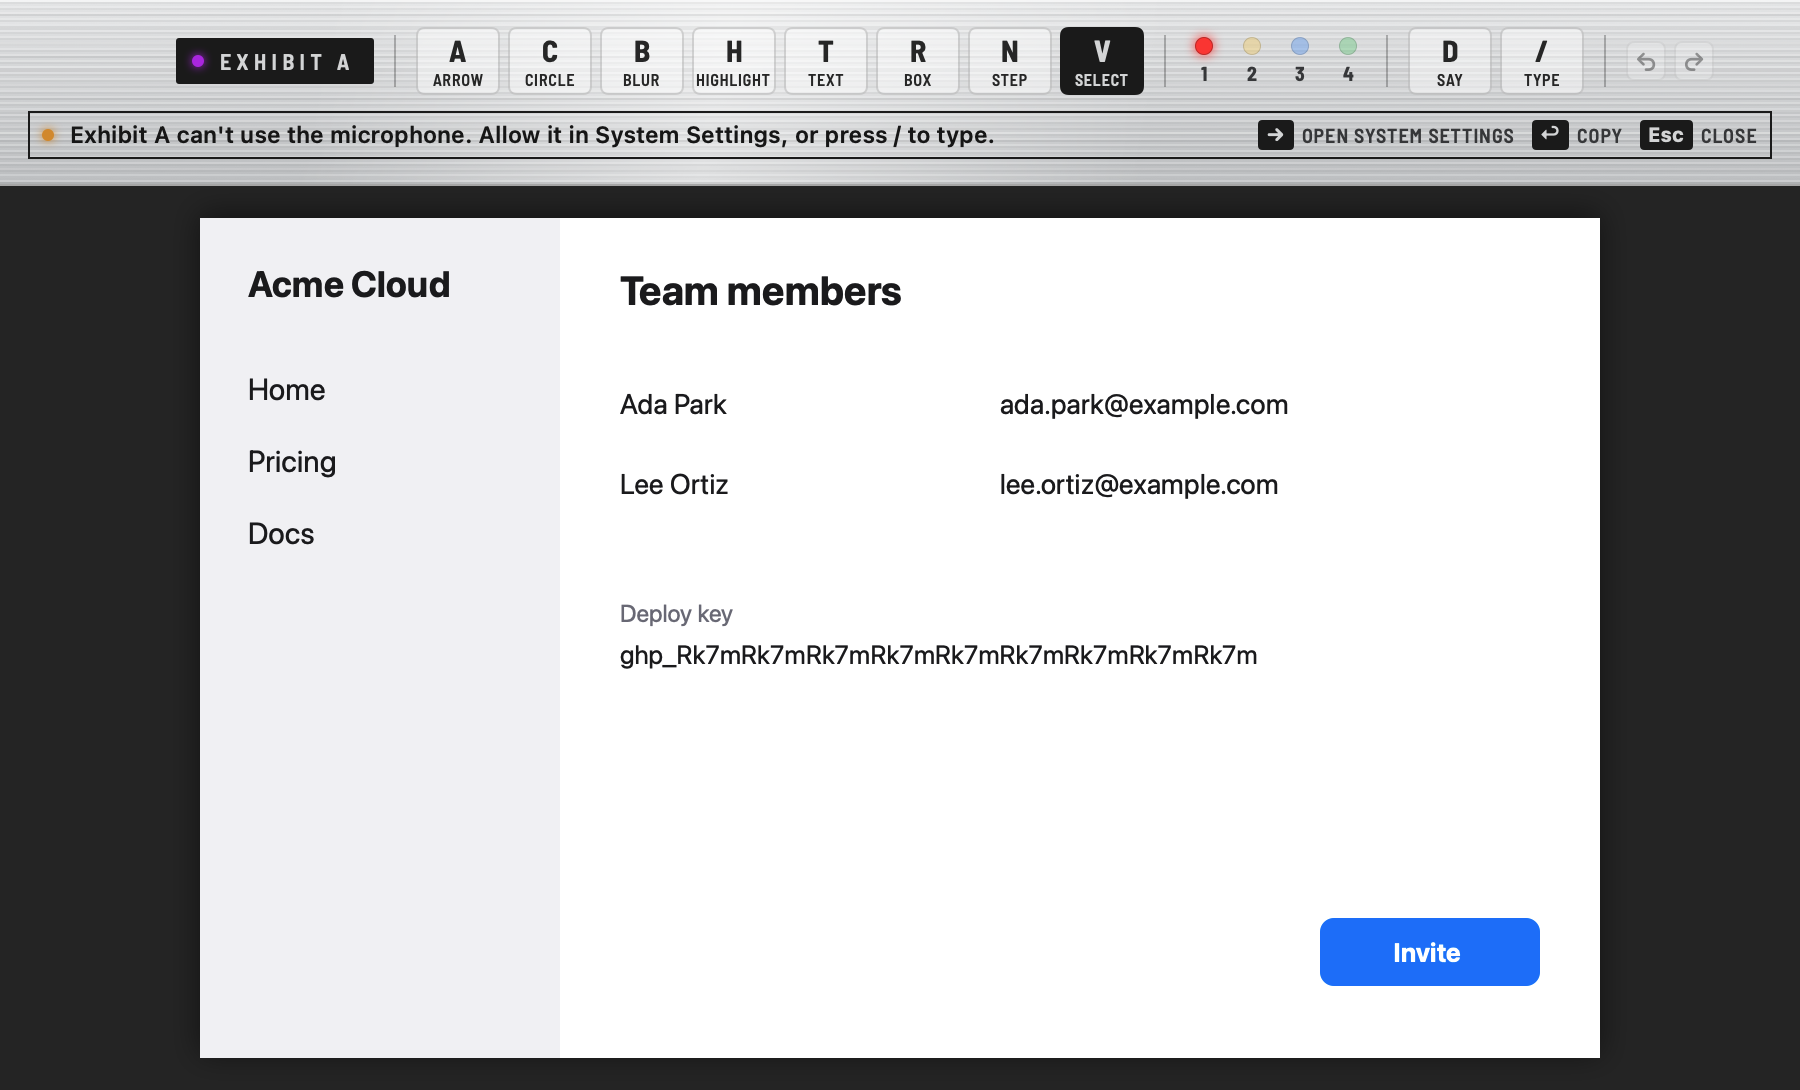 EXHIBIT A
A ARROW
C CIRCLE
B BLUR
H HIGHLIGHT
T TEXT
R BOX
N STEP
V SELECT
1 2 3 4
D SAY
/ TYPE
Exhibit A can't use the microphone. Allow it in System Settings, or press / to type.
→ OPEN SYSTEM SETTINGS ↩ COPY Esc CLOSE
Acme Cloud
Home
Pricing
Docs
Team members
Ada Park ada.park@example.com
Lee Ortiz lee.ortiz@example.com
Deploy key
ghp_Rk7mRk7mRk7mRk7mRk7mRk7mRk7mRk7mRk7m
Invite